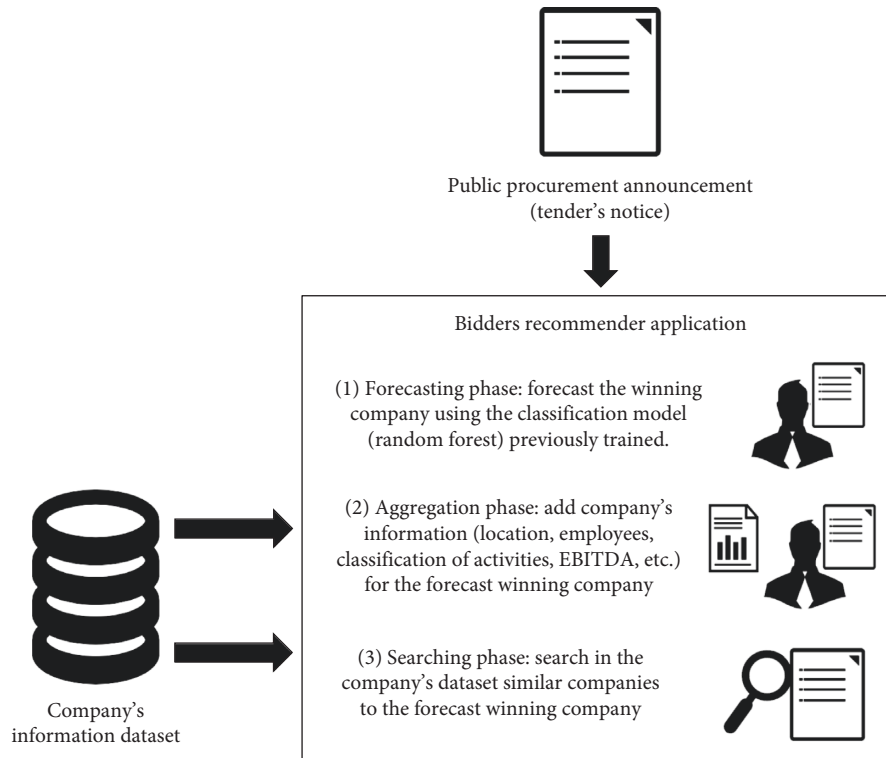 Public procurement announcement
(tender's notice)
Bidders recommender application
(1) Forecasting phase: forecast the winning
company using the classification model
(random forest) previously trained.
(2) Aggregation phase: add company's
information (location, employees,
classification of activities, EBITDA, etc.)
for the forecast winning company
(3) Searching phase: search in the
company's dataset similar companies
to the forecast winning company
Company's
information dataset